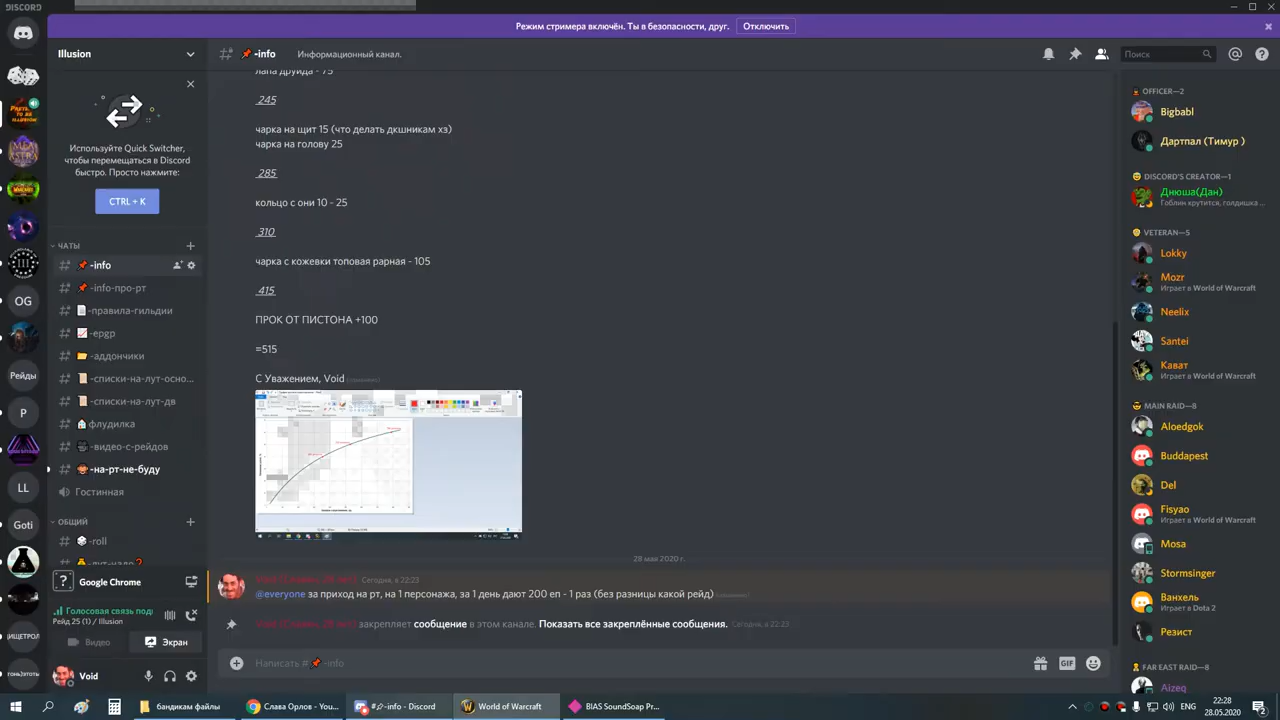 DISCORD
Режим стримера включён. Ты в безопасности, друг. Отключить
Illusion
-info Информационный канал.
Поиск
лапа друида - 75
245
чарка на щит 15 (что делать дкшникам хз)
чарка на голову 25
285
кольцо с они 10 - 25
310
чарка с кожевки топовая рарная - 105
415
ПРОК ОТ ПИСТОНА +100
=515
С Уважением, Void
28 мая 2020 г.
Сегодня, в 22:23
@everyone за приход на рт, на 1 персонажа, за 1 день дают 200 еп - 1 раз (без разницы какой рейд)
закрепляет сообщение в этом канале. Показать все закреплённые сообщения. Сегодня, в 22:23
Написать # -info
GIF
Используйте Quick Switcher,
чтобы перемещаться в Discord
быстро. Просто нажмите:
CTRL + K
ЧАТЫ
-info
-info-про-рт
-правила-гильдии
-epgp
-аддончики
-списки-на-лут-осно...
-списки-на-лут-дв
флудилка
-видео-с-рейдов
-на-рт-не-буду
Гостинная
ОБЩИЙ
-roll
-лут-надо
Google Chrome
Голосовая связь под
Рейд 25 (1) / Illusion
Видео
Экран
Void
OG
Рейды
P
LL
Goti
ИЩЕТРОЛ
OFFICER—2
Bigbabl
Дартпал (Тимур )
DISCORD'S CREATOR—1
Днюша(Дан)
Гоблин крутится, голдишка ...
VETERAN—5
Lokky
Mozr
Играет в World of Warcraft
Neelix
Santei
Кават
Играет в World of Warcraft
MAIN RAID—8
Aloedgok
Buddapest
Del
Fisyao
Играет в World of Warcraft
Mosa
Stormsinger
Ванхель
Играет в Dota 2
Резист
FAR EAST RAID—8
Aizeq
бандикам файлы
Слава Орлов - You...
-info - Discord
World of Warcraft
BIAS SoundSoap Pr...
ENG
22:28
28.05.2020